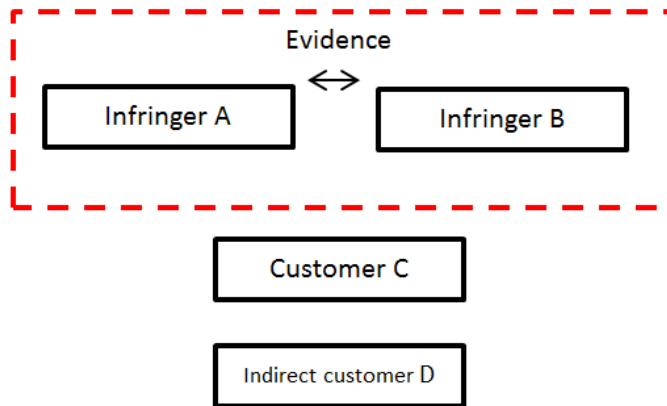 Evidence
Infringer A
Infringer B
Customer C
Indirect customer D